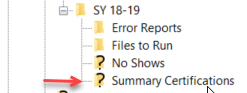 SY 18-19
Error Reports
Files to Run
No Shows
Summary Certifications